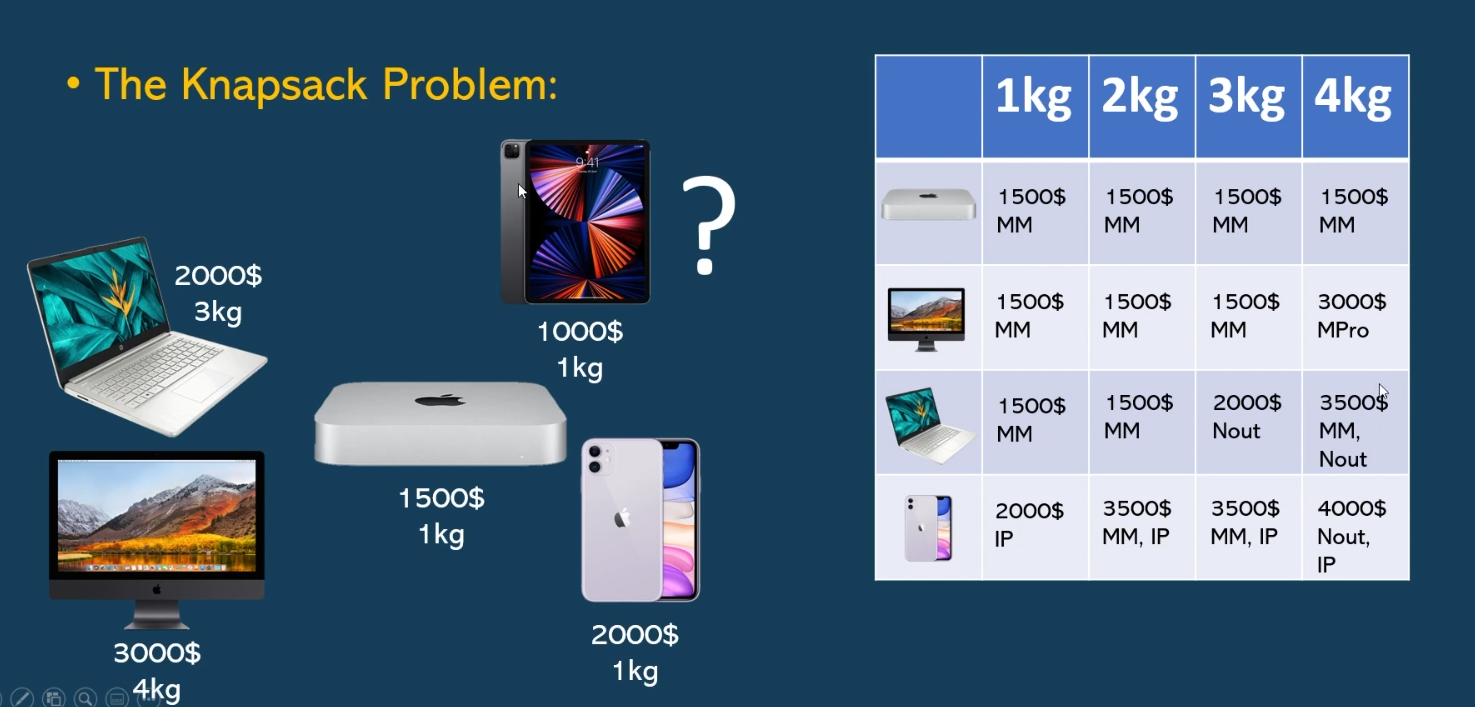 • The Knapsack Problem:
9:41
?
2000$
3kg
1000$
1kg
1500$
1kg
3000$
4kg
2000$
1kg
1kg 2kg 3kg 4kg
1500$ 1500$ 1500$ 1500$
MM MM MM MM
1500$ 1500$ 1500$ 3000$
MM MM MM MPro
1500$ 1500$ 2000$ 3500$
MM MM Nout MM,
Nout
2000$ 3500$ 3500$ 4000$
IP MM, IP MM, IP Nout,
IP